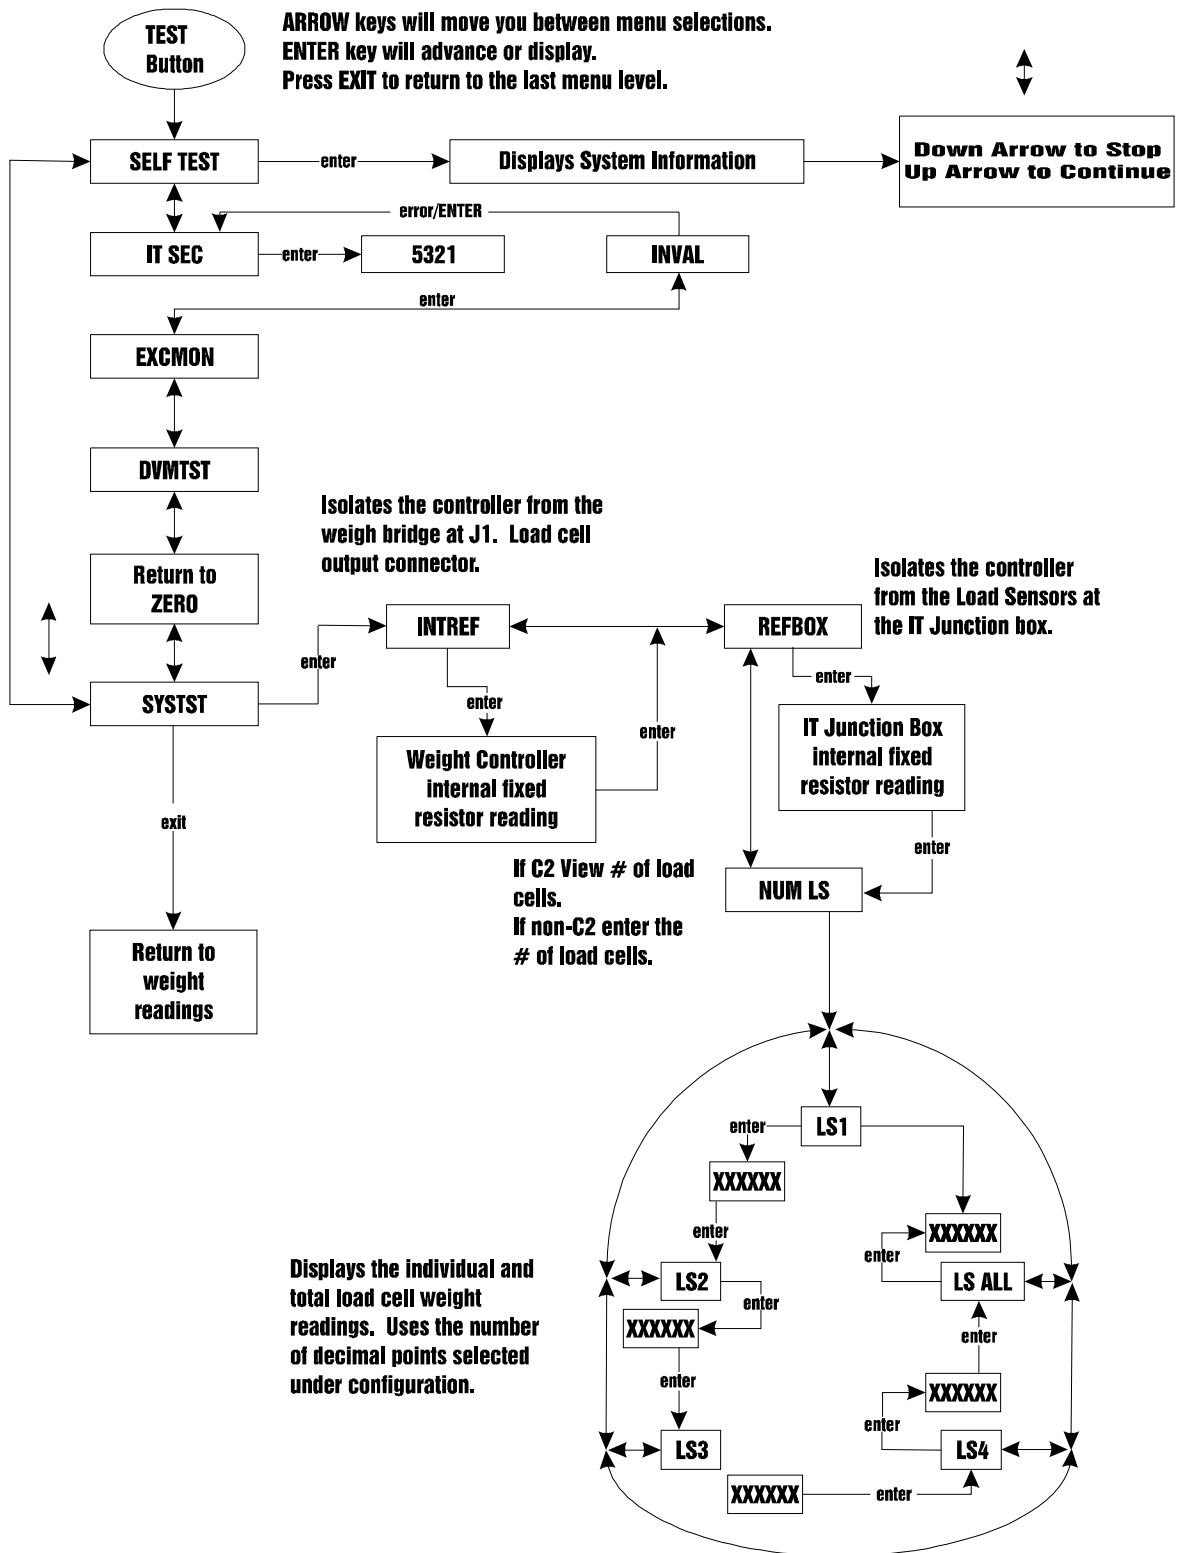 TEST
Button
ARROW keys will move you between menu selections.
ENTER key will advance or display.
Press EXIT to return to the last menu level.
SELF TEST
enter
Displays System Information
Down Arrow to Stop
Up Arrow to Continue
error/ENTER
IT SEC
enter
5321
INVAL
enter
EXCMON
DVMTST
Isolates the controller from the
weigh bridge at J1. Load cell
output connector.
Return to
ZERO
Isolates the controller
from the Load Sensors at
the IT Junction box.
INTREF
REFBOX
enter
SYSTST
enter
enter
enter
Weight Controller
internal fixed
resistor reading
IT Junction Box
internal fixed
resistor reading
exit
enter
If C2 View # of load
cells.
If non-C2 enter the
# of load cells.
NUM LS
Return to
weight
readings
LS1
enter
XXXXXX
enter
XXXXXX
enter
LS2
LS ALL
enter
XXXXXX
enter
Displays the individual and
total load cell weight
readings. Uses the number
of decimal points selected
under configuration.
enter
XXXXXX
enter
LS3
LS4
XXXXXX
enter